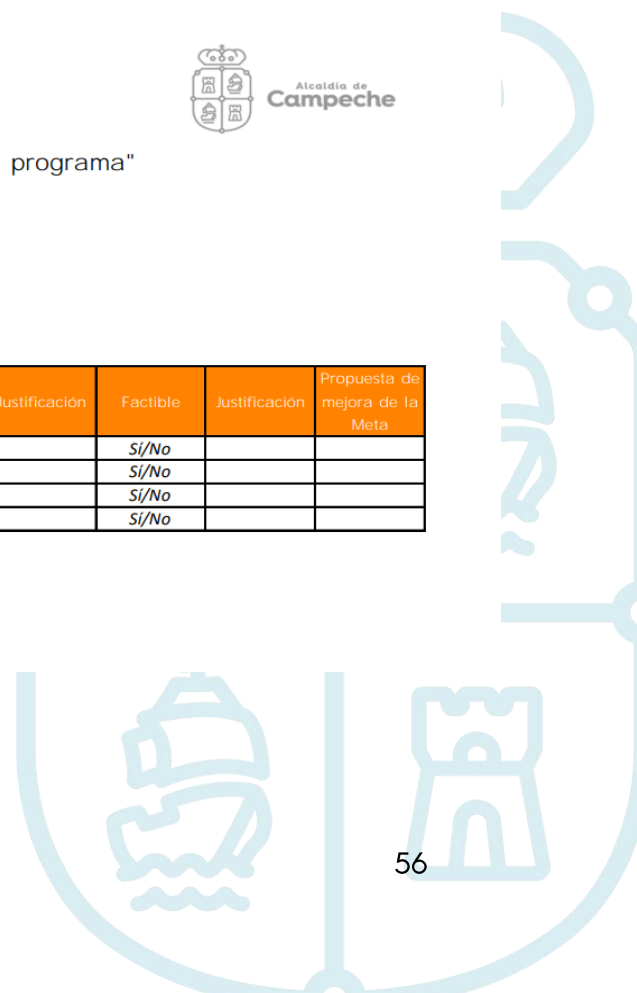 Alcaldía de
Campeche
programa"
Justificación Factible Justificación Propuesta de mejora de la Meta
Sí/No
Sí/No
Sí/No
Sí/No
56